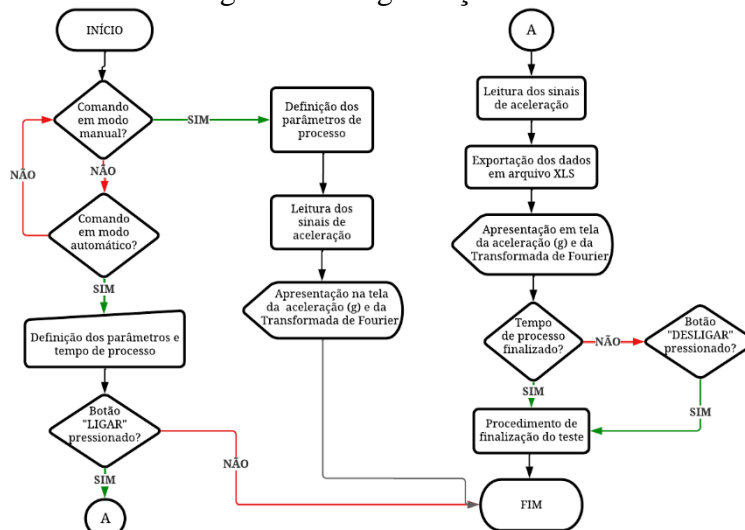 INÍCIO
Comando
em modo
manual?
SIM
NÃO
NÃO
Comando
em modo
automático?
SIM
Definição dos parâmetros e
tempo de processo
Botão
"LIGAR"
pressionado?
NÃO
SIM
A
Definição dos
parâmetros de
processo
Leitura dos
sinais de
aceleração
Apresentação na tela
da aceleração (g) e da
Transformada de Fourier
A
Leitura dos sinais
de aceleração
Exportação dos dados
em arquivo XLS
Apresentação em tela
da aceleração (g) e da
Transformada de Fourier
Tempo
de processo
finalizado?
NÃO
Botão
"DESLIGAR"
pressionado?
SIM
SIM
Procedimento de
finalização do teste
FIM